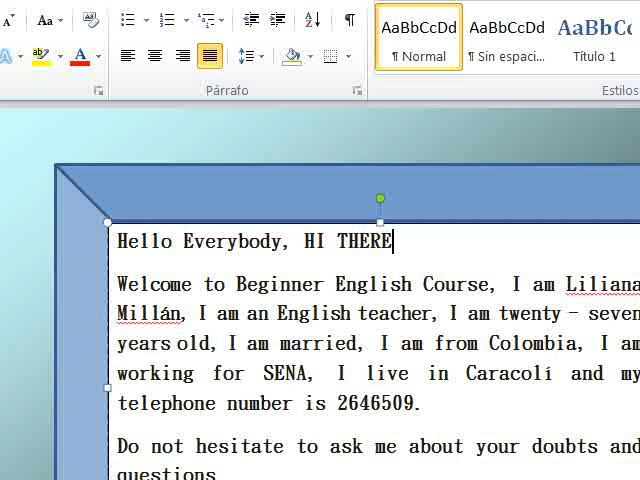 Aa
A
AaBbCcDd
AaBbCcDd
AaBbCc
¶ Normal
¶ Sin espaci...
Título 1
Párrafo
Estilos
Hello Everybody, HI THERE
Welcome to Beginner English Course, I am Liliana
Millán, I am an English teacher, I am twenty – seven
years old, I am married, I am from Colombia, I am
working for SENA, I live in Caracolí and my
telephone number is 2646509.
Do not hesitate to ask me about your doubts and
questions